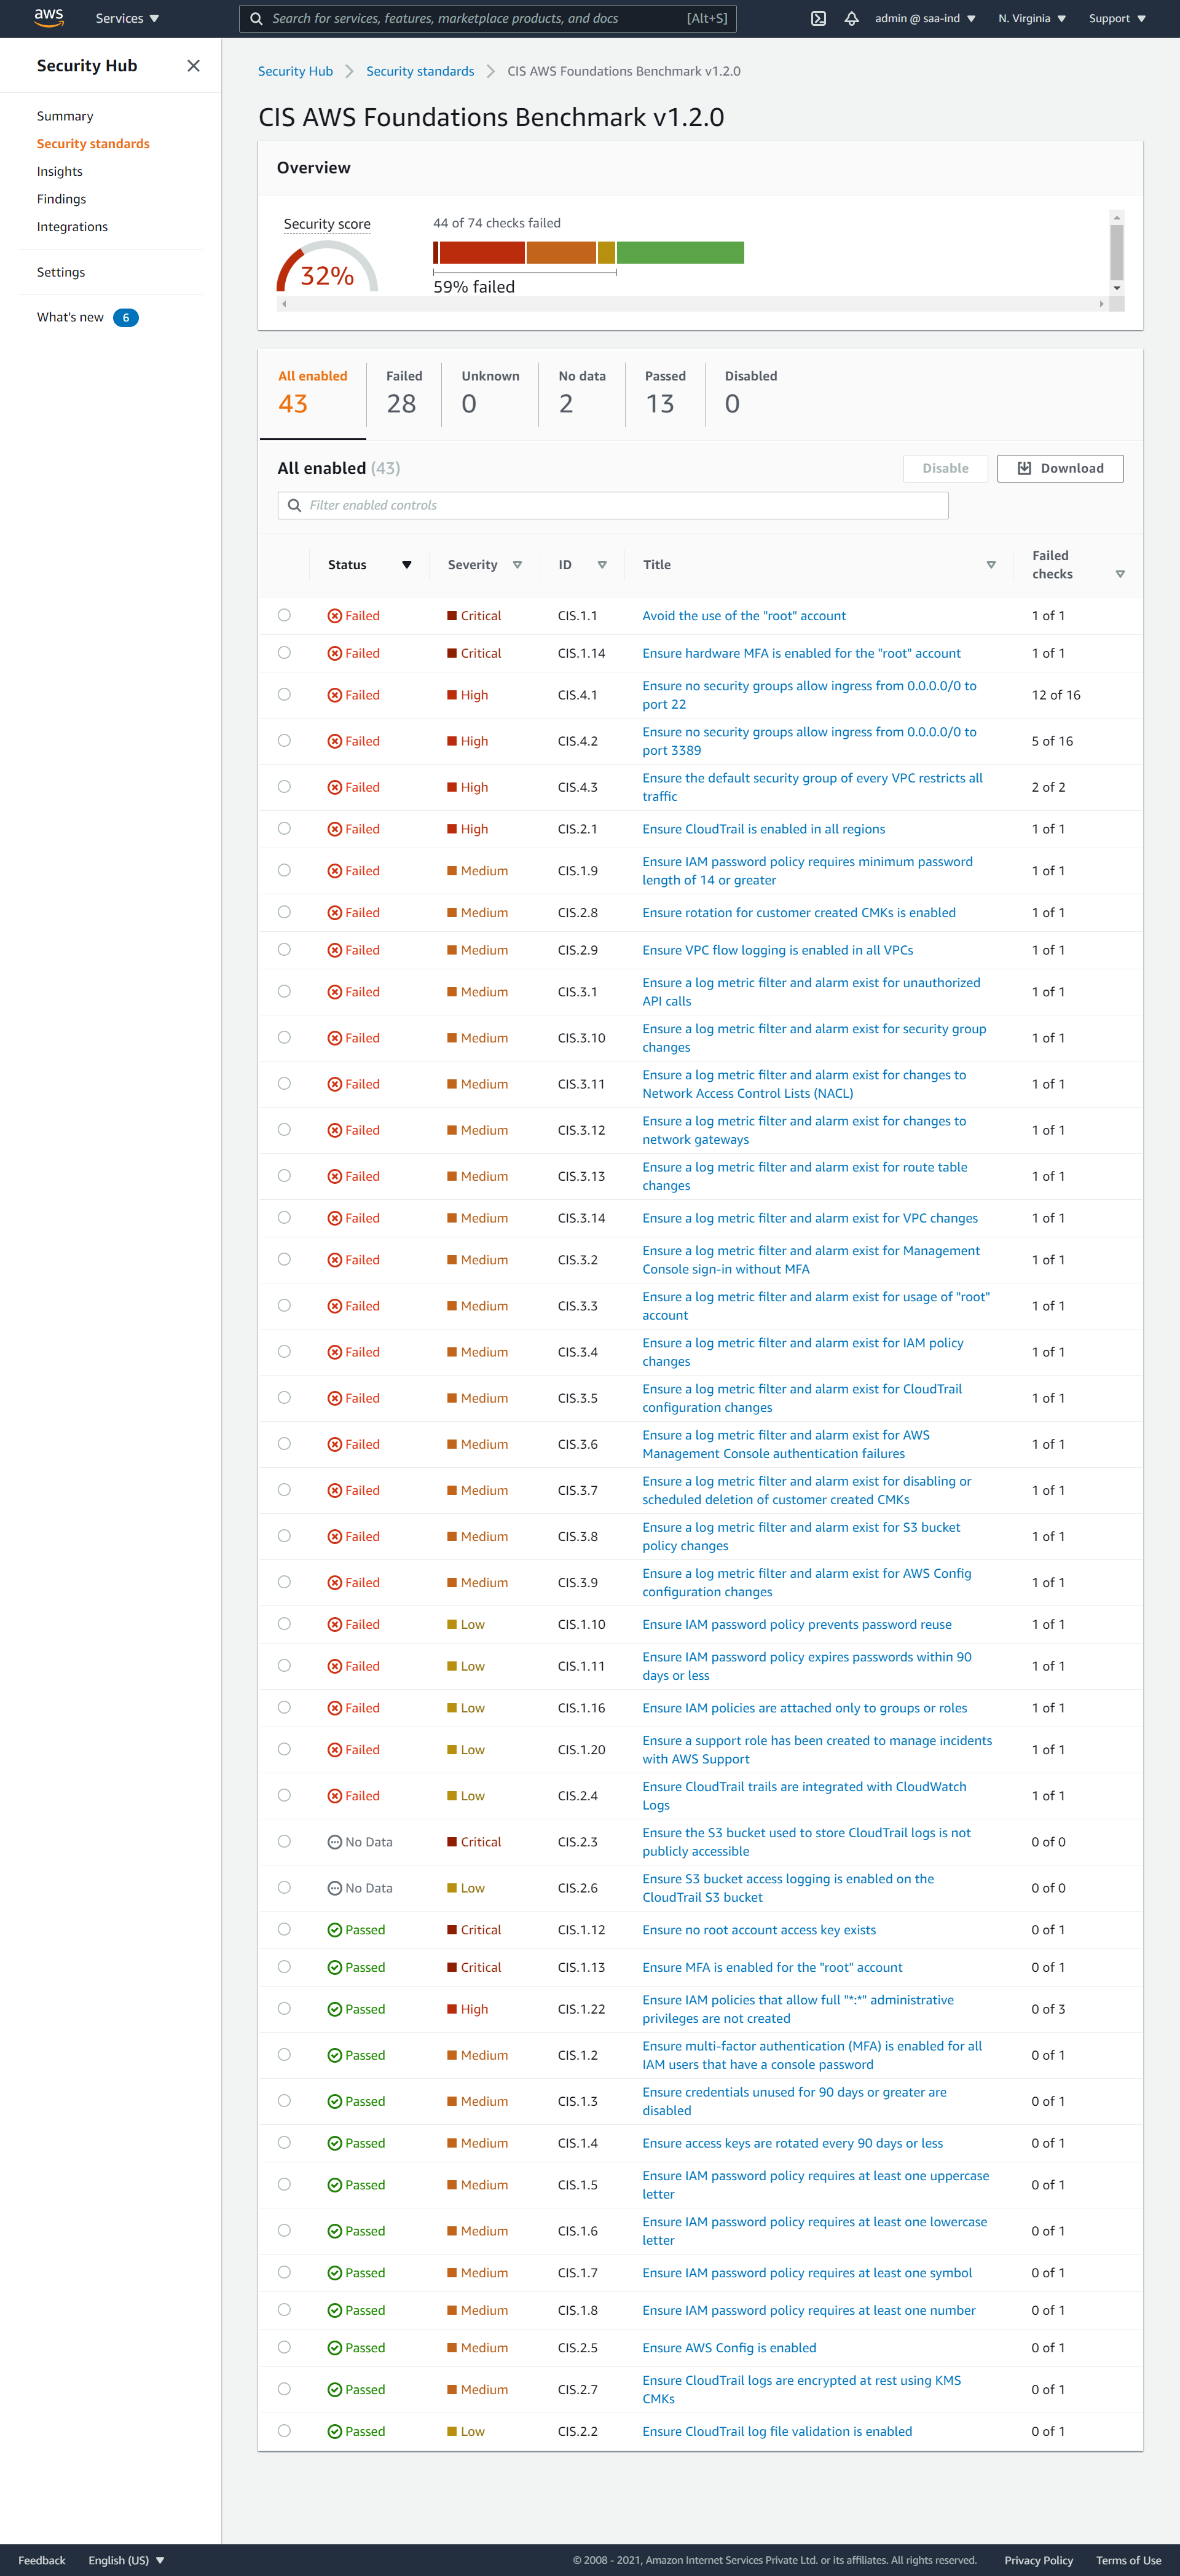 aws
Services
Search for services, features, marketplace products, and docs [Alt+S]
admin @ saa-ind
N. Virginia
Support
Security Hub
Summary
Security standards
Insights
Findings
Integrations
Settings
What's new 6
Security Hub
Security standards
CIS AWS Foundations Benchmark v1.2.0
CIS AWS Foundations Benchmark v1.2.0
Overview
Security score
32%
44 of 74 checks failed
59% failed
All enabled
43
Failed
28
Unknown
0
No data
2
Passed
13
Disabled
0
All enabled (43)
Disable
Download
Filter enabled controls
Status Severity ID Title Failed
checks
Failed Critical CIS.1.1 Avoid the use of the "root" account 1 of 1
Failed Critical CIS.1.14 Ensure hardware MFA is enabled for the "root" account 1 of 1
Failed High CIS.4.1 Ensure no security groups allow ingress from 0.0.0.0/0 to
port 22 12 of 16
Failed High CIS.4.2 Ensure no security groups allow ingress from 0.0.0.0/0 to
port 3389 5 of 16
Failed High CIS.4.3 Ensure the default security group of every VPC restricts all
traffic 2 of 2
Failed High CIS.2.1 Ensure CloudTrail is enabled in all regions 1 of 1
Failed Medium CIS.1.9 Ensure IAM password policy requires minimum password
length of 14 or greater 1 of 1
Failed Medium CIS.2.8 Ensure rotation for customer created CMKs is enabled 1 of 1
Failed Medium CIS.2.9 Ensure VPC flow logging is enabled in all VPCs 1 of 1
Failed Medium CIS.3.1 Ensure a log metric filter and alarm exist for unauthorized
API calls 1 of 1
Failed Medium CIS.3.10 Ensure a log metric filter and alarm exist for security group
changes 1 of 1
Failed Medium CIS.3.11 Ensure a log metric filter and alarm exist for changes to
Network Access Control Lists (NACL) 1 of 1
Failed Medium CIS.3.12 Ensure a log metric filter and alarm exist for changes to
network gateways 1 of 1
Failed Medium CIS.3.13 Ensure a log metric filter and alarm exist for route table
changes 1 of 1
Failed Medium CIS.3.14 Ensure a log metric filter and alarm exist for VPC changes 1 of 1
Failed Medium CIS.3.2 Ensure a log metric filter and alarm exist for Management
Console sign-in without MFA 1 of 1
Failed Medium CIS.3.3 Ensure a log metric filter and alarm exist for usage of "root"
account 1 of 1
Failed Medium CIS.3.4 Ensure a log metric filter and alarm exist for IAM policy
changes 1 of 1
Failed Medium CIS.3.5 Ensure a log metric filter and alarm exist for CloudTrail
configuration changes 1 of 1
Failed Medium CIS.3.6 Ensure a log metric filter and alarm exist for AWS
Management Console authentication failures 1 of 1
Failed Medium CIS.3.7 Ensure a log metric filter and alarm exist for disabling or
scheduled deletion of customer created CMKs 1 of 1
Failed Medium CIS.3.8 Ensure a log metric filter and alarm exist for S3 bucket
policy changes 1 of 1
Failed Medium CIS.3.9 Ensure a log metric filter and alarm exist for AWS Config
configuration changes 1 of 1
Failed Low CIS.1.10 Ensure IAM password policy prevents password reuse 1 of 1
Failed Low CIS.1.11 Ensure IAM password policy expires passwords within 90
days or less 1 of 1
Failed Low CIS.1.16 Ensure IAM policies are attached only to groups or roles 1 of 1
Failed Low CIS.1.20 Ensure a support role has been created to manage incidents
with AWS Support 1 of 1
Failed Low CIS.2.4 Ensure CloudTrail trails are integrated with CloudWatch
Logs 1 of 1
No Data Critical CIS.2.3 Ensure the S3 bucket used to store CloudTrail logs is not
publicly accessible 0 of 0
No Data Low CIS.2.6 Ensure S3 bucket access logging is enabled on the
CloudTrail S3 bucket 0 of 0
Passed Critical CIS.1.12 Ensure no root account access key exists 0 of 1
Passed Critical CIS.1.13 Ensure MFA is enabled for the "root" account 0 of 1
Passed High CIS.1.22 Ensure IAM policies that allow full "*:*" administrative
privileges are not created 0 of 3
Passed Medium CIS.1.2 Ensure multi-factor authentication (MFA) is enabled for all
IAM users that have a console password 0 of 1
Passed Medium CIS.1.3 Ensure credentials unused for 90 days or greater are
disabled 0 of 1
Passed Medium CIS.1.4 Ensure access keys are rotated every 90 days or less 0 of 1
Passed Medium CIS.1.5 Ensure IAM password policy requires at least one uppercase
letter 0 of 1
Passed Medium CIS.1.6 Ensure IAM password policy requires at least one lowercase
letter 0 of 1
Passed Medium CIS.1.7 Ensure IAM password policy requires at least one symbol 0 of 1
Passed Medium CIS.1.8 Ensure IAM password policy requires at least one number 0 of 1
Passed Medium CIS.2.5 Ensure AWS Config is enabled 0 of 1
Passed Medium CIS.2.7 Ensure CloudTrail logs are encrypted at rest using KMS
CMKs 0 of 1
Passed Low CIS.2.2 Ensure CloudTrail log file validation is enabled 0 of 1
Feedback
English (US)
© 2008 - 2021, Amazon Internet Services Private Ltd. or its affiliates. All rights reserved.
Privacy Policy
Terms of Use